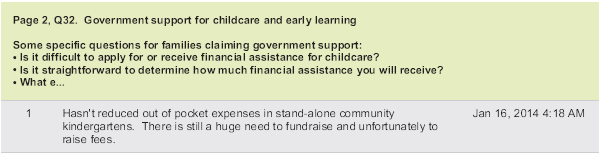 Page 2, Q32. Government support for childcare and early learning
Some specific questions for families claiming government support:
• Is it difficult to apply for or receive financial assistance for childcare?
• Is it straightforward to determine how much financial assistance you will receive?
• What e...
1 Hasn't reduced out of pocket expenses in stand-alone community Jan 16, 2014 4:18 AM
kindergartens. There is still a huge need to fundraise and unfortunately to
raise fees.